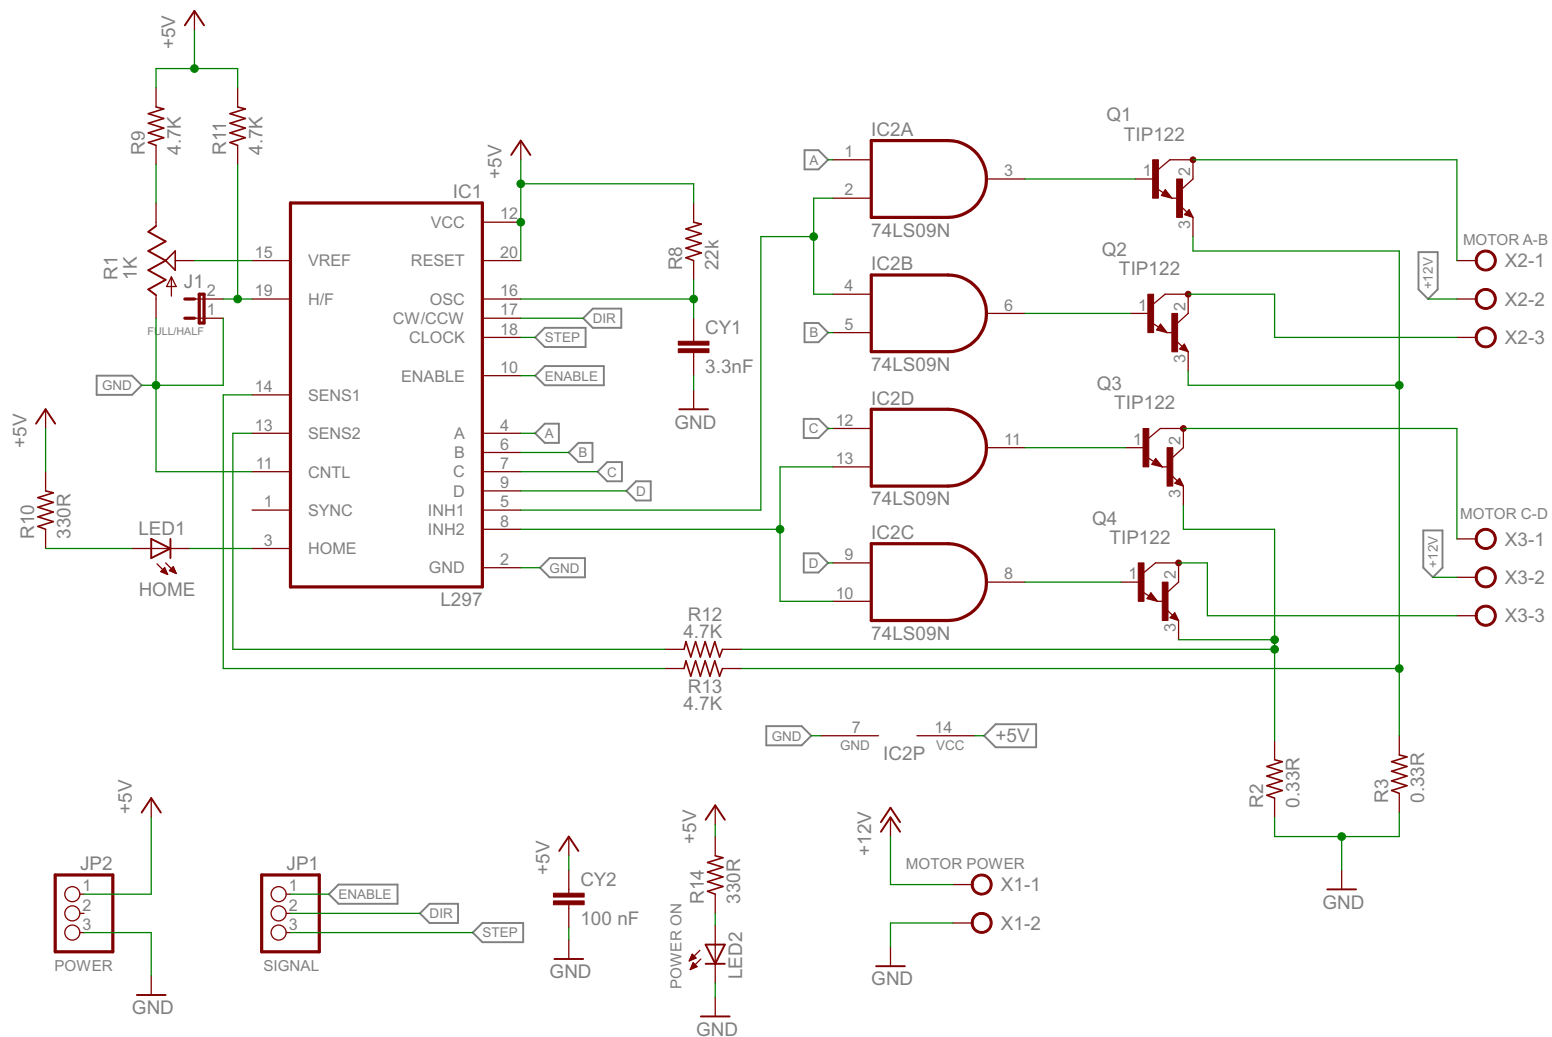 +5V
R9
4.7K
R11
4.7K
R1
1K
J1
2
1
FULL/HALF
GND
+5V
R10
330R
LED1
HOME
IC1
L297
15 VREF
19 H/F
14 SENS1
13 SENS2
11 CNTL
1 SYNC
3 HOME
VCC 12
RESET 20
OSC 16
CW/CCW 17 DIR
CLOCK 18 STEP
ENABLE 10 ENABLE
A 4 A
B 6 B
C 7 C
D 9 D
INH1 5
INH2 8
GND 2 GND
+5V
R8
22k
CY1
3.3nF
GND
IC2A
A 1
2
3
74LS09N
IC2B
4
B 5
6
74LS09N
IC2D
C 12
13
11
74LS09N
IC2C
D 9
10
8
74LS09N
Q1
TIP122
1
2
3
Q2
TIP122
1
2
3
Q3
TIP122
1
2
3
Q4
TIP122
1
2
3
MOTOR A-B
X2-1
+12V
X2-2
X2-3
MOTOR C-D
X3-1
+12V
X3-2
X3-3
R12
4.7K
R13
4.7K
GND
7
GND
IC2P
14
VCC
+5V
R2
0.33R
R3
0.33R
GND
+5V
JP2
1
2
3
POWER
GND
JP1
1 ENABLE
2 DIR
3 STEP
SIGNAL
+5V
CY2
100 nF
GND
+5V
R14
330R
POWER ON
LED2
GND
+12V
MOTOR POWER
X1-1
X1-2
GND